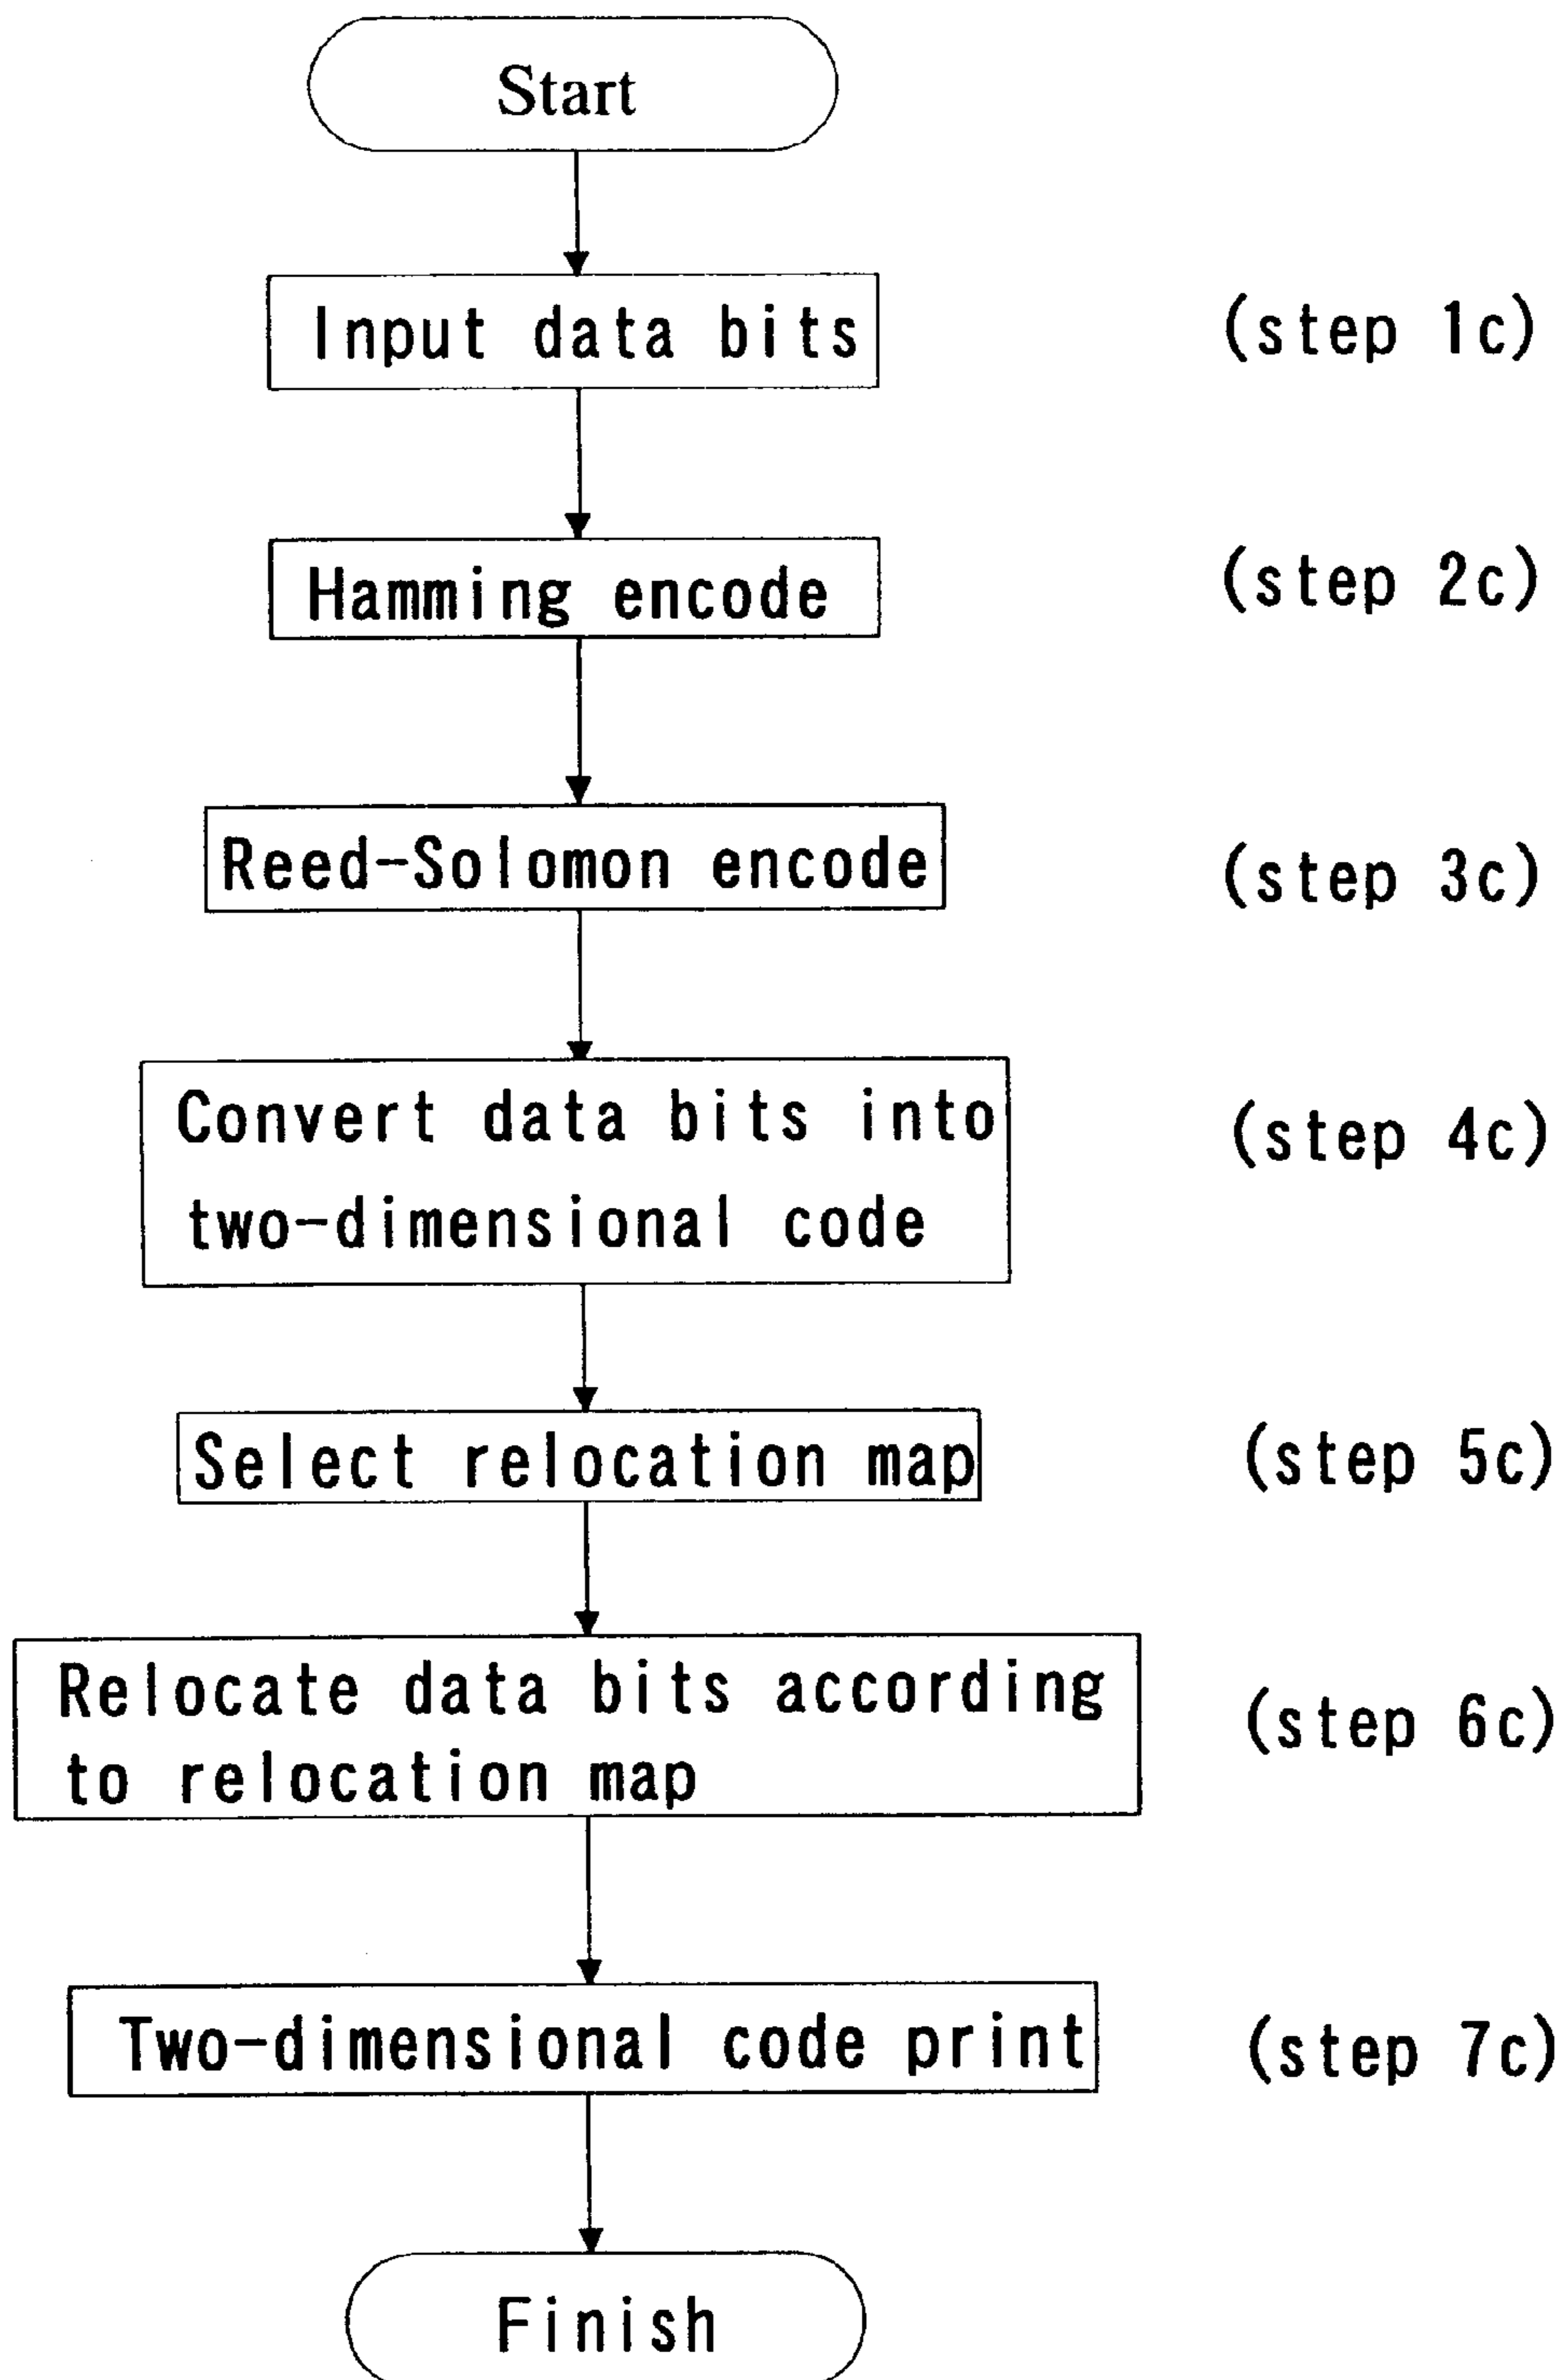 Start
Input data bits (step 1c)
Hamming encode (step 2c)
Reed-Solomon encode (step 3c)
Convert data bits into (step 4c)
two-dimensional code
Select relocation map (step 5c)
Relocate data bits according (step 6c)
to relocation map
Two-dimensional code print (step 7c)
Finish